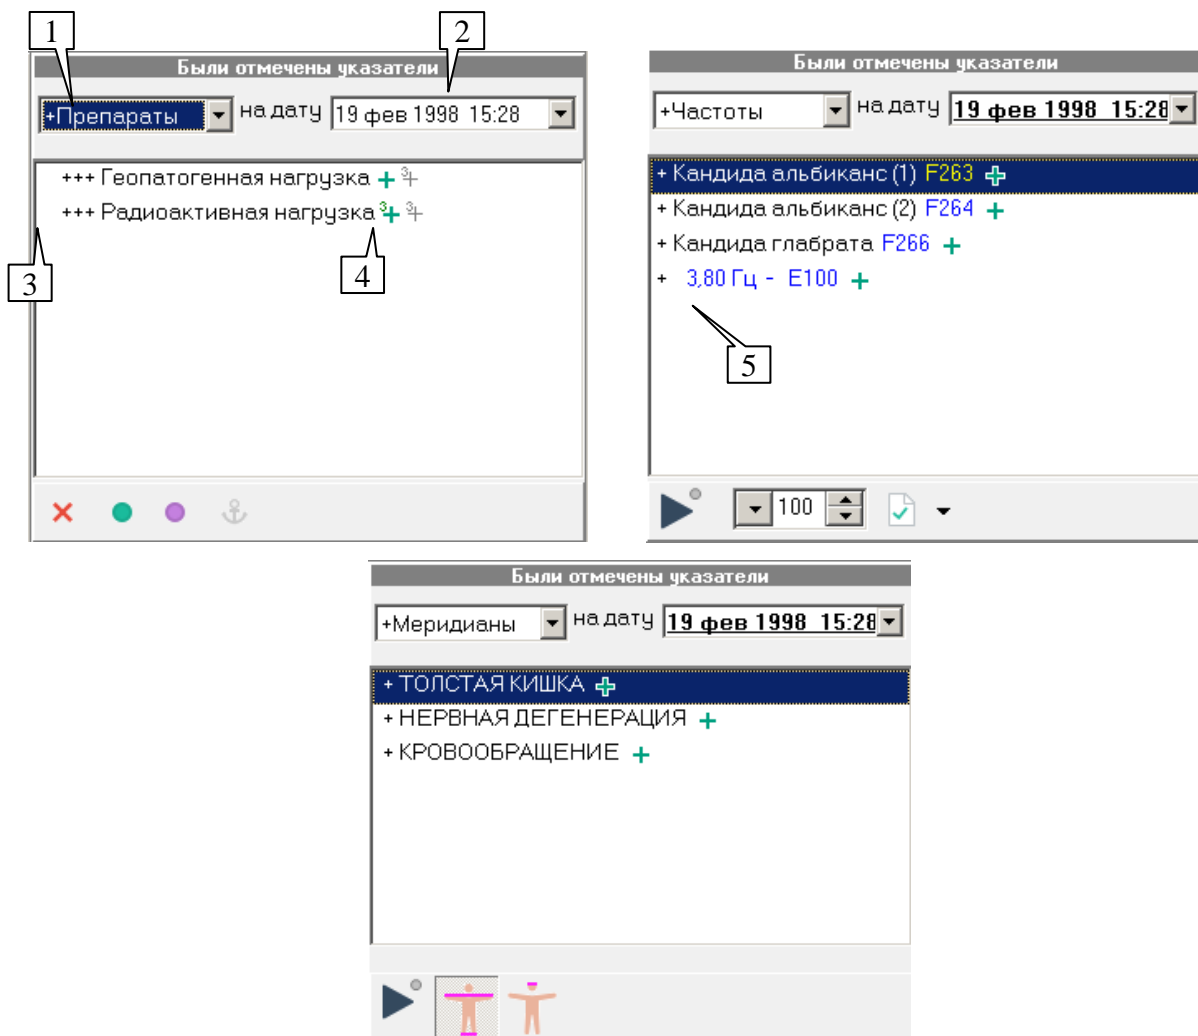 1
2
Были отмечены указатели
+Препараты на дату 19 фев 1998 15:28
+++ Геопатогенная нагрузка + 3+
+++ Радиоактивная нагрузка 3+ 3+
3
4
Были отмечены указатели
+Частоты на дату 19 фев 1998 15:28
+ Кандида альбиканс (1) F263 +
+ Кандида альбиканс (2) F264 +
+ Кандида глабрата F266 +
+ 3,80 Гц - E100 +
5
100
Были отмечены указатели
+Меридианы на дату 19 фев 1998 15:28
+ ТОЛСТАЯ КИШКА +
+ НЕРВНАЯ ДЕГЕНЕРАЦИЯ +
+ КРОВООБРАЩЕНИЕ +